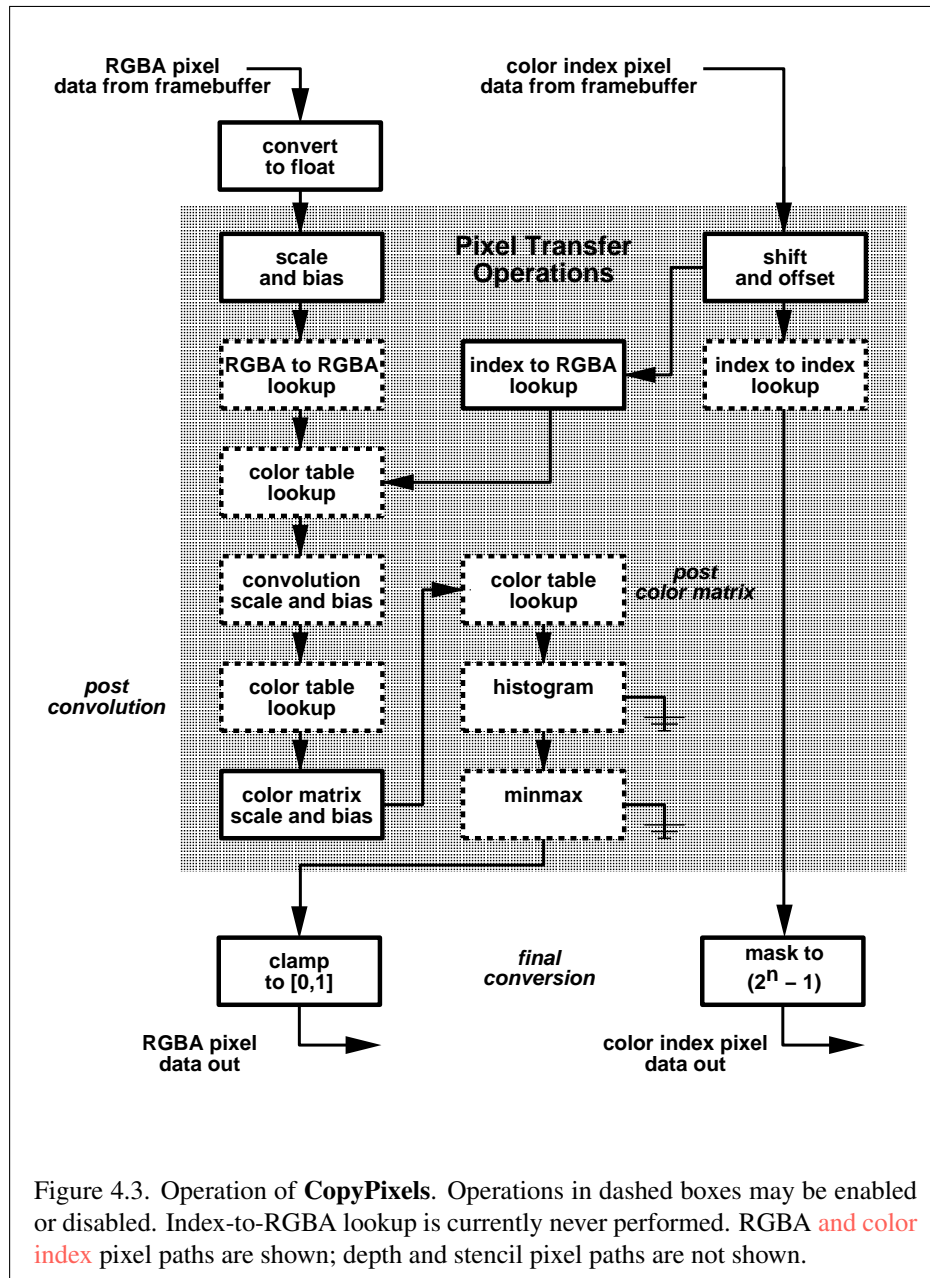 RGBA pixel
data from framebuffer
color index pixel
data from framebuffer
convert
to float
Pixel Transfer
Operations
scale
and bias
shift
and offset
RGBA to RGBA
lookup
index to RGBA
lookup
index to index
lookup
color table
lookup
convolution
scale and bias
color table
lookup
post
color matrix
post
convolution
color table
lookup
histogram
color matrix
scale and bias
minmax
clamp
to [0,1]
final
conversion
mask to
(2^n − 1)
RGBA pixel
data out
color index pixel
data out
Figure 4.3. Operation of CopyPixels. Operations in dashed boxes may be enabled
or disabled. Index-to-RGBA lookup is currently never performed. RGBA and color
index pixel paths are shown; depth and stencil pixel paths are not shown.